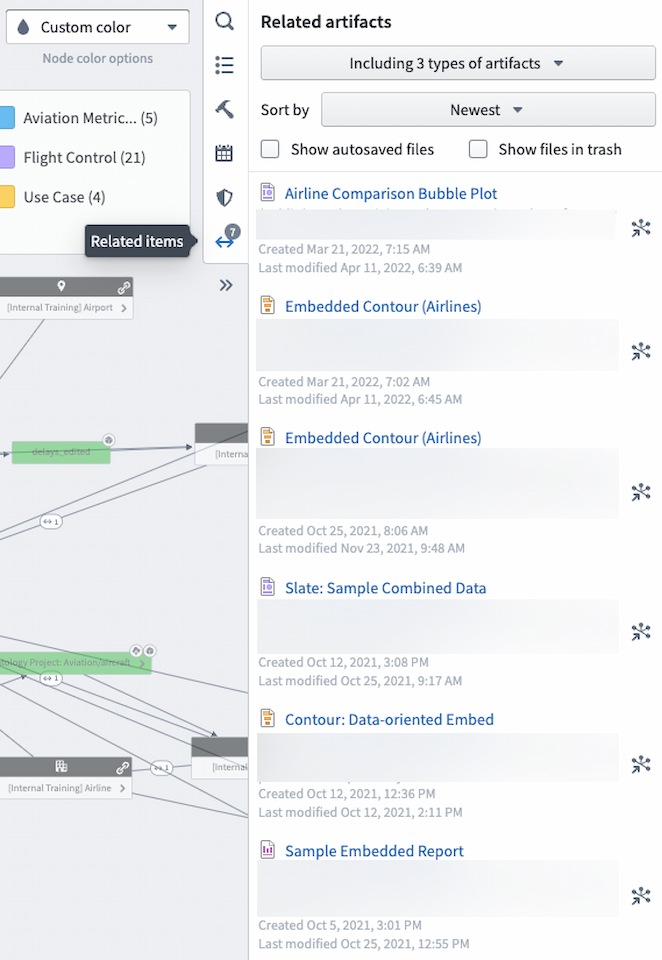 Custom color
Node color options
Aviation Metric... (5)
Flight Control (21)
Use Case (4)
Related items
7
[Internal Training] Airport
delays_edited
[Interna
1
tology Project: Aviation/aircraft
1
1
[Internal
[Internal Training] Airline
Related artifacts
Including 3 types of artifacts
Sort by
Newest
Show autosaved files
Show files in trash
Airline Comparison Bubble Plot
Created Mar 21, 2022, 7:15 AM
Last modified Apr 11, 2022, 6:39 AM
Embedded Contour (Airlines)
Created Mar 21, 2022, 7:02 AM
Last modified Apr 11, 2022, 6:45 AM
Embedded Contour (Airlines)
Created Oct 25, 2021, 8:06 AM
Last modified Nov 23, 2021, 9:48 AM
Slate: Sample Combined Data
Created Oct 12, 2021, 3:08 PM
Last modified Oct 25, 2021, 9:17 AM
Contour: Data-oriented Embed
Created Oct 12, 2021, 12:36 PM
Last modified Oct 12, 2021, 2:11 PM
Sample Embedded Report
Created Oct 5, 2021, 3:01 PM
Last modified Oct 25, 2021, 12:55 PM